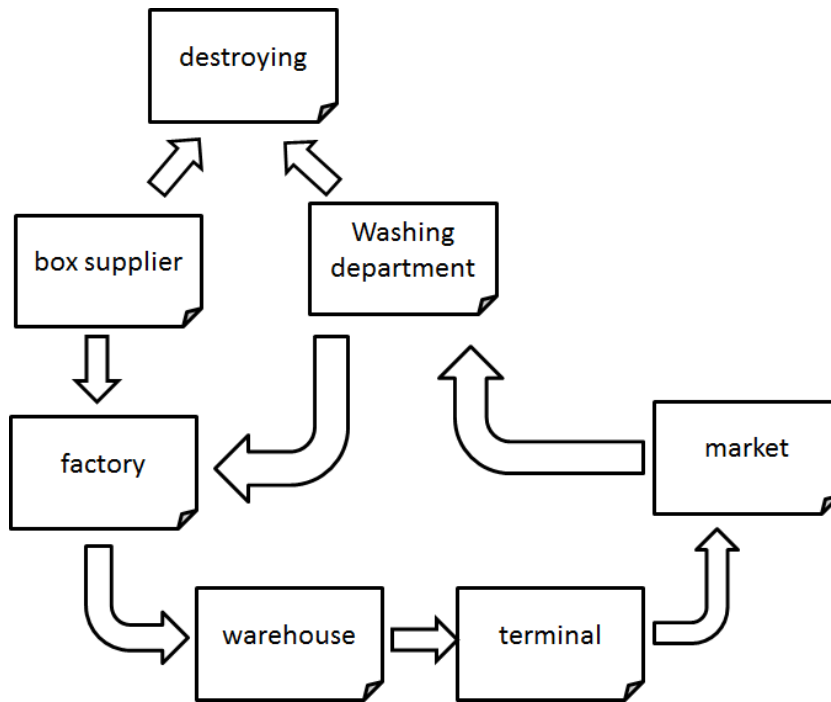 destroying
box supplier
Washing
department
factory
market
warehouse
terminal